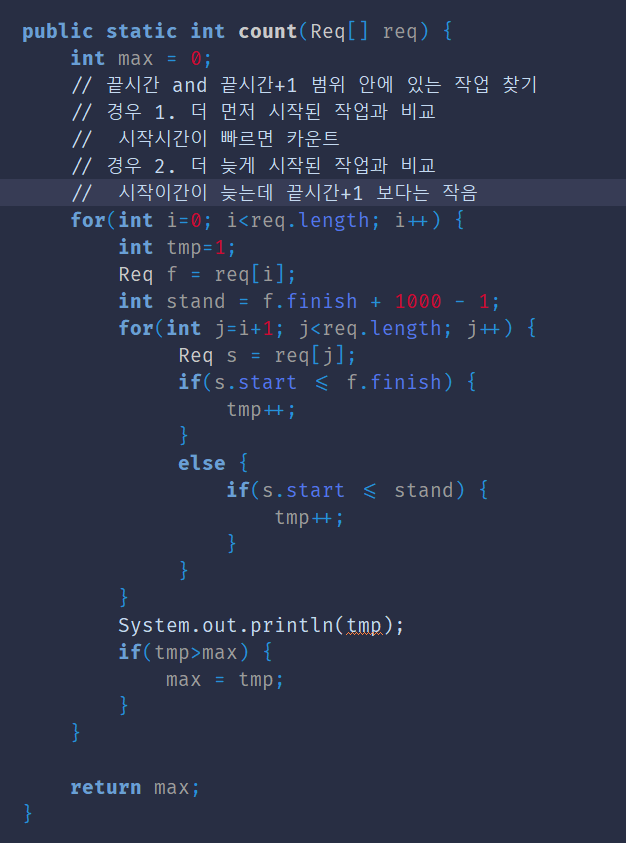 public static int count(Req[] req) {
int max = 0;
// 끝시간 and 끝시간+1 범위 안에 있는 작업 찾기
// 경우 1. 더 먼저 시작된 작업과 비교
// 시작시간이 빠르면 카운트
// 경우 2. 더 늦게 시작된 작업과 비교
// 시작이간이 늦는데 끝시간+1 보다는 작음
for(int i=0; i<req.length; i++) {
int tmp=1;
Req f = req[i];
int stand = f.finish + 1000 - 1;
for(int j=i+1; j<req.length; j++) {
Req s = req[j];
if(s.start <= f.finish) {
tmp++;
}
else {
if(s.start <= stand) {
tmp++;
}
}
}
System.out.println(tmp);
if(tmp>max) {
max = tmp;
}
}
return max;
}